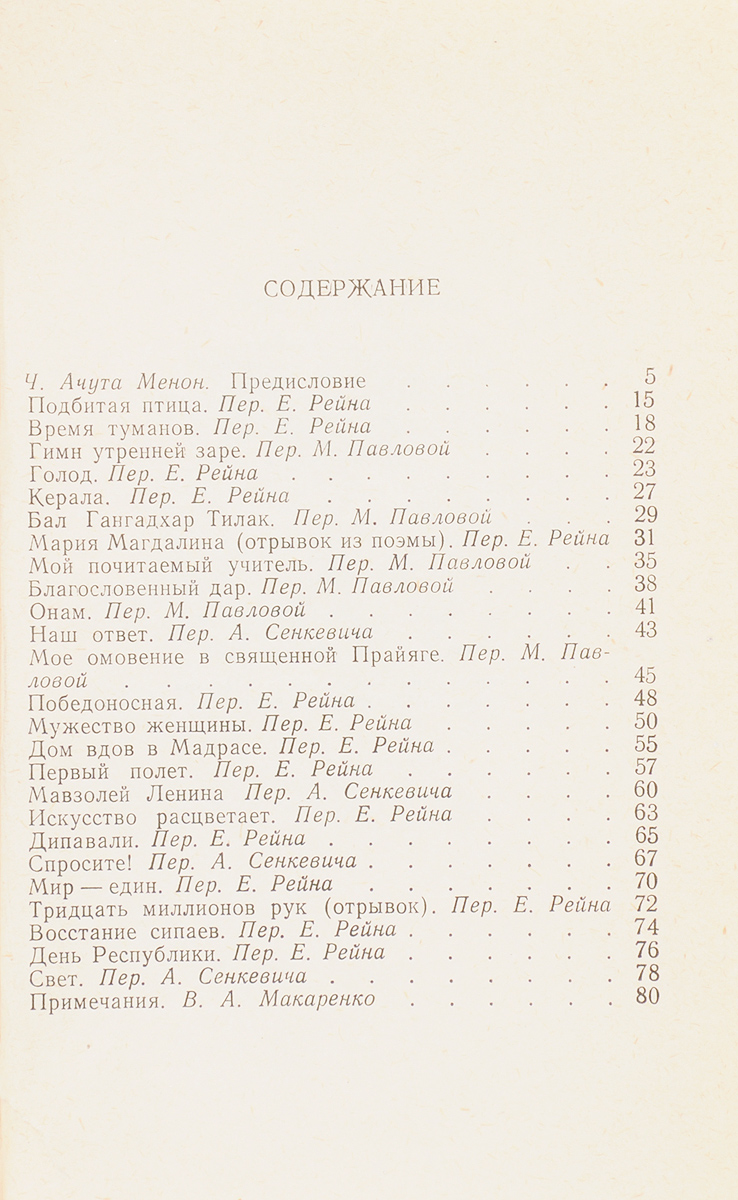 СОДЕРЖАНИЕ
Ч. Ачута Менон. Предисловие . . . . . . 5
Подбитая птица. Пер. Е. Рейна . . . . . . 15
Время туманов. Пер. Е. Рейна . . . . . . 18
Гимн утренней заре. Пер. М. Павловой . . . . 22
Голод. Пер. Е. Рейна . . . . . . . . 23
Керала. Пер. Е. Рейна . . . . . . . 27
Бал Гангадхар Тилак. Пер. М. Павловой . . . 29
Мария Магдалина (отрывок из поэмы). Пер. Е. Рейна 31
Мой почитаемый учитель. Пер. М. Павловой . . 35
Благословенный дар. Пер. М. Павловой . . . . 38
Онам. Пер. М. Павловой . . . . . . . 41
Наш ответ. Пер. А. Сенкевича . . . . . . 43
Мое омовение в священной Прайяге. Пер. М. Пав-
ловой . . . . . . . . . . . . . 45
Победоносная. Пер. Е. Рейна . . . . . . . 48
Мужество женщины. Пер. Е. Рейна . . . . . 50
Дом вдов в Мадрасе. Пер. Е. Рейна . . . . . 55
Первый полет. Пер. Е. Рейна . . . . . . 57
Мавзолей Ленина Пер. А. Сенкевича . . . . 60
Искусство расцветает. Пер. Е. Рейна . . . . 63
Дипавали. Пер. Е. Рейна . . . . . . . 65
Спросите! Пер. А. Сенкевича . . . . . . . 67
Мир — един. Пер. Е. Рейна . . . . . . . 70
Тридцать миллионов рук (отрывок). Пер. Е. Рейна 72
Восстание сипаев. Пер. Е. Рейна . . . . . . 74
День Республики. Пер. Е. Рейна . . . . . . 76
Свет. Пер. А. Сенкевича . . . . . . . . 78
Примечания. В. А. Макаренко . . . . . . 80